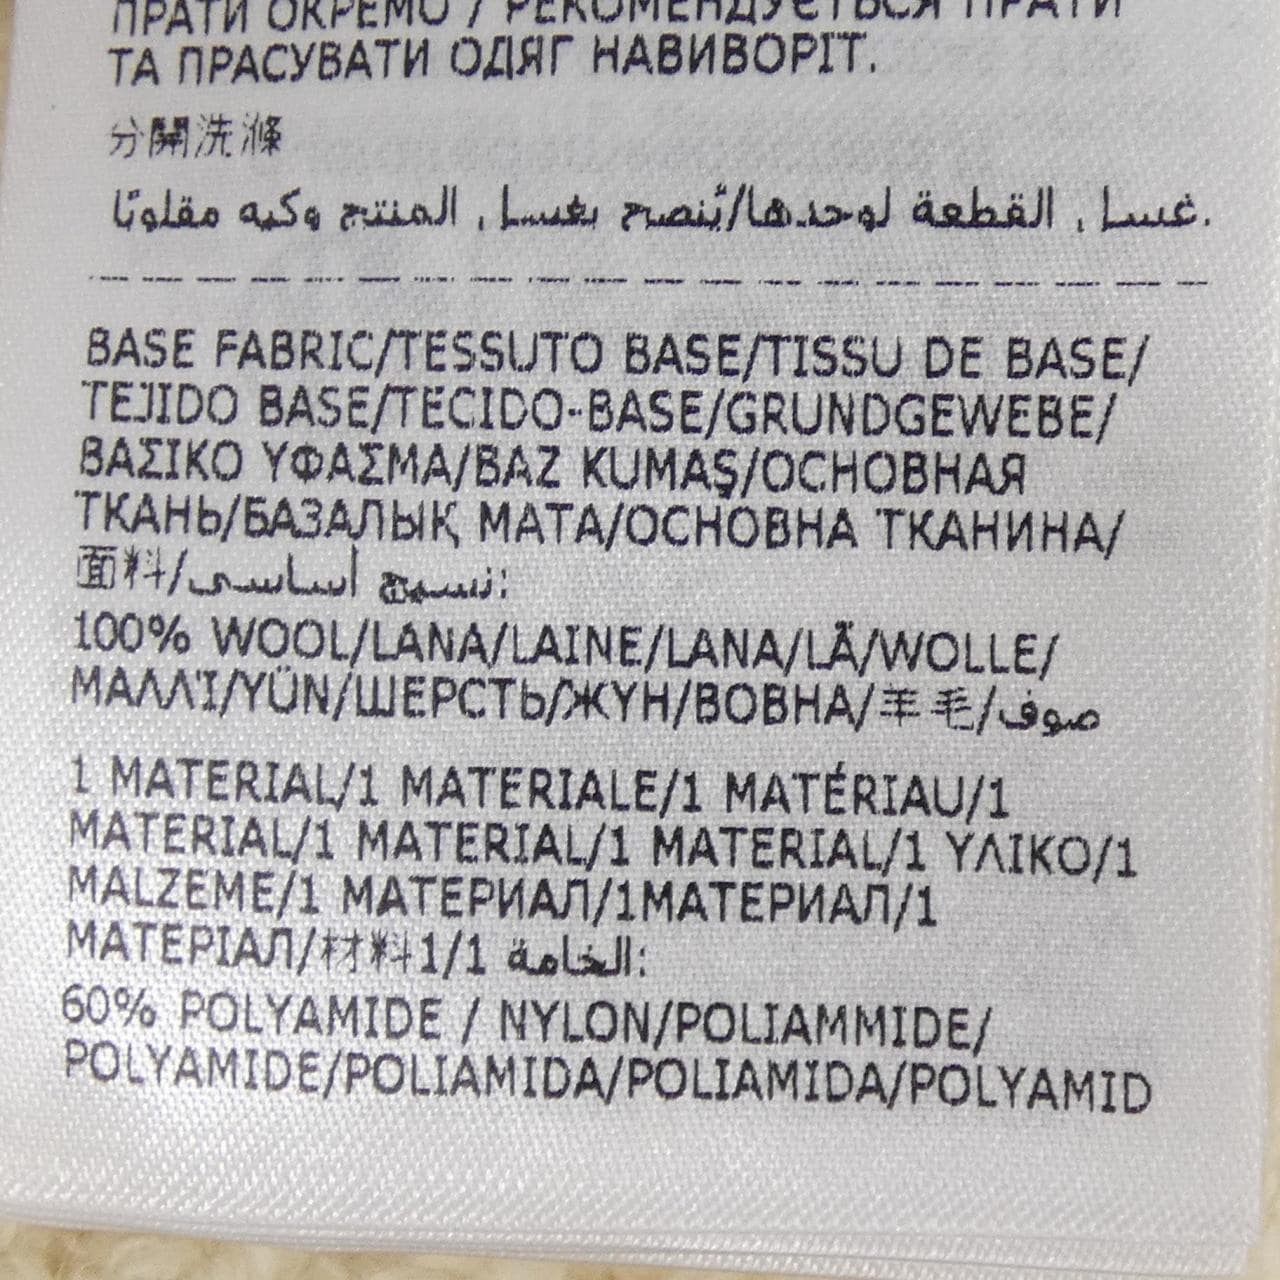 ПРАТИ ОКРЕМО / РЕКОМЕНДУЄТЬСЯ ПРАТИ
ТА ПРАСУВАТИ ОДЯГ НАВИВОРІТ.
分開洗滌
غسل القطعة لوحدها/يُنصح بغسل المنتج وكيه مقلوبًا.
BASE FABRIC/TESSUTO BASE/TISSU DE BASE/
TEJIDO BASE/TECIDO-BASE/GRUNDGEWEBE/
ΒΑΣΙΚΟ ΥΦΑΣΜΑ/BAZ KUMAŞ/ОСНОВНАЯ
ТКАНЬ/БАЗАЛЫҚ МАТА/ОСНОВНА ТКАНИНА/
面料/نسيج أساسي:
100% WOOL/LANA/LAINE/LANA/LÃ/WOLLE/
ΜΑΛΛΊ/YÜN/ШЕРСТЬ/ЖҮН/ВОВНА/羊毛/صوف
1 MATERIAL/1 MATERIALE/1 MATÉRIAU/1
MATERIAL/1 MATERIAL/1 MATERIAL/1 ΥΛΙΚΟ/1
MALZEME/1 МАТЕРИАЛ/1МАТЕРИАЛ/1
МАТЕРІАЛ/材料1/1 الخامة:
60% POLYAMIDE / NYLON/POLIAMMIDE/
POLYAMIDE/POLIAMIDA/POLIAMIDA/POLYAMID